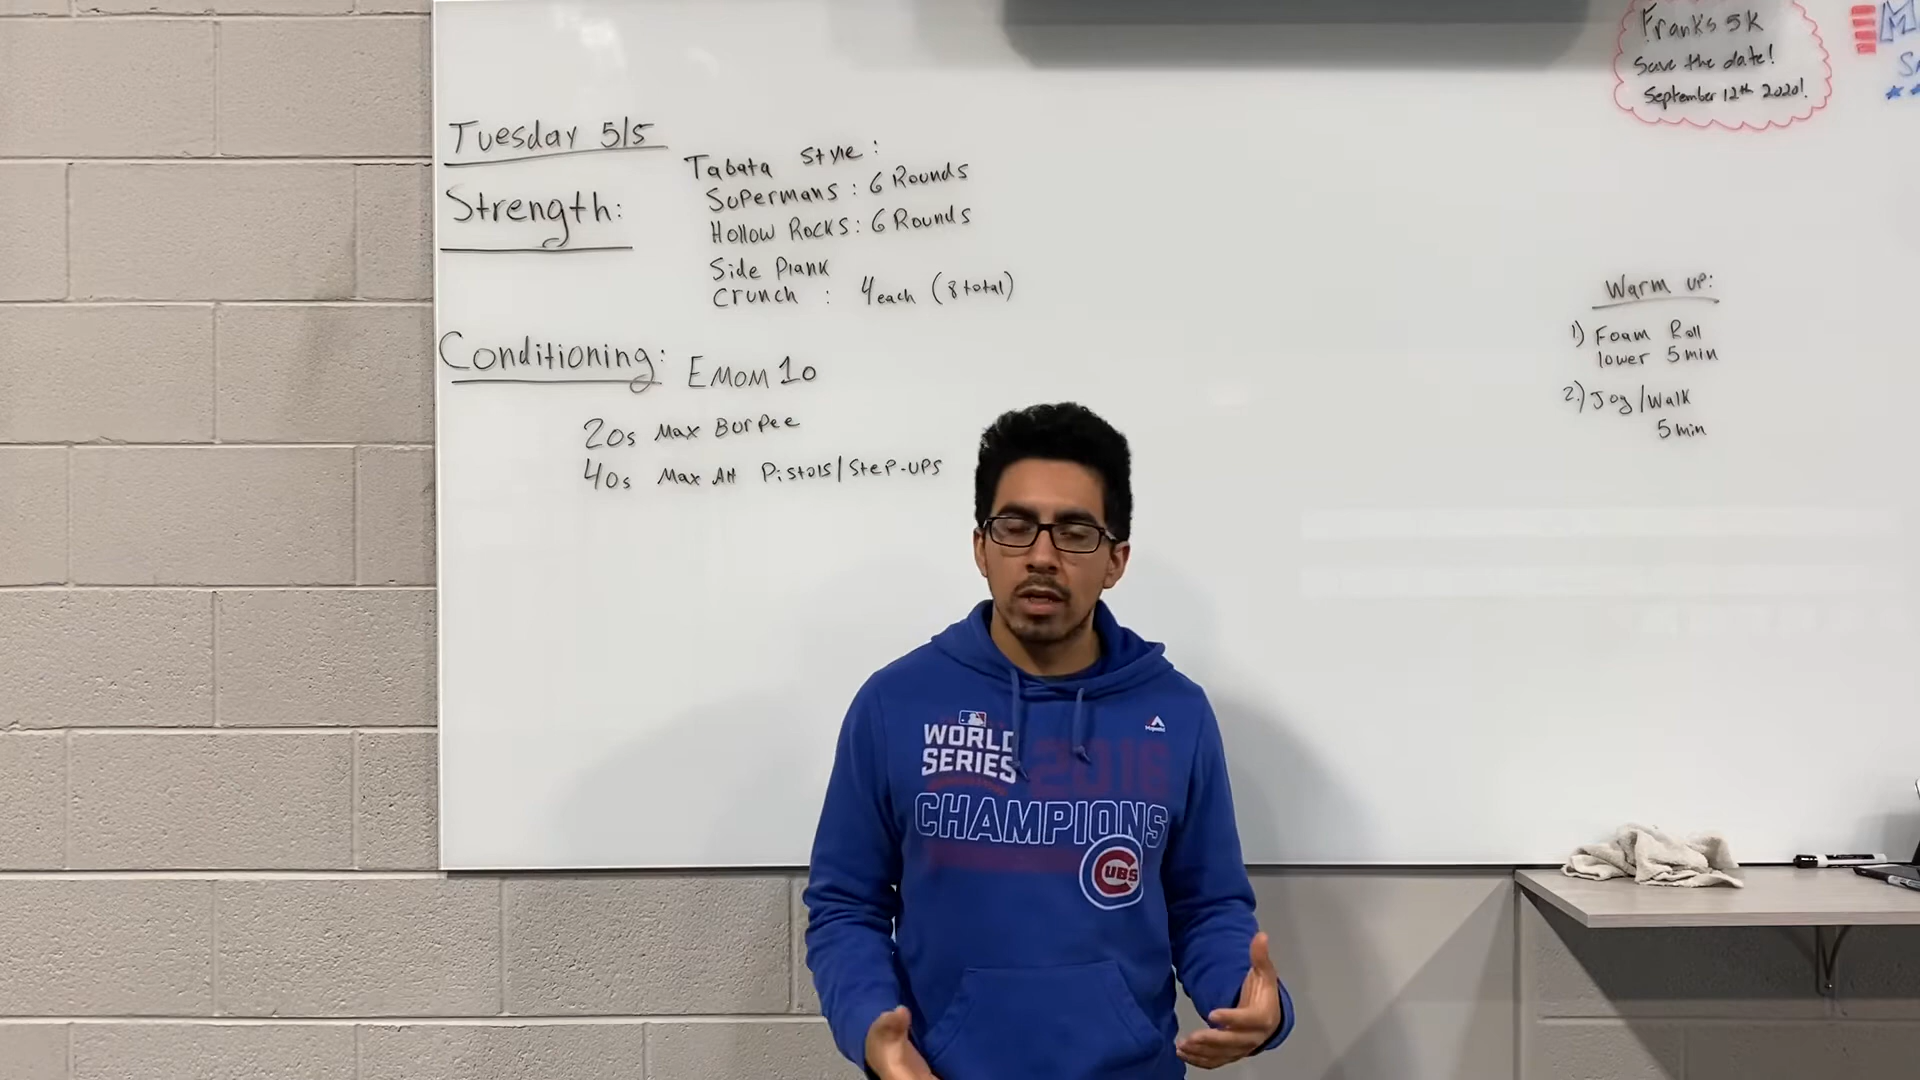 Tuesday 5/5
Strength:
Tabata Style:
Supermans: 6 Rounds
Hollow Rocks: 6 Rounds
Side Plank
Crunch : 4 each (8 total)
Conditioning: EMOM 10
20s Max Burpee
40s Max Alt Pistols/Step-ups
Frank's 5K
Save the date!
September 12th 2020!
Warm up:
1) Foam Roll
lower 5 min
2.) Jog/Walk
5 min
WORLD
SERIES
2016
CHAMPIONS
CUBS